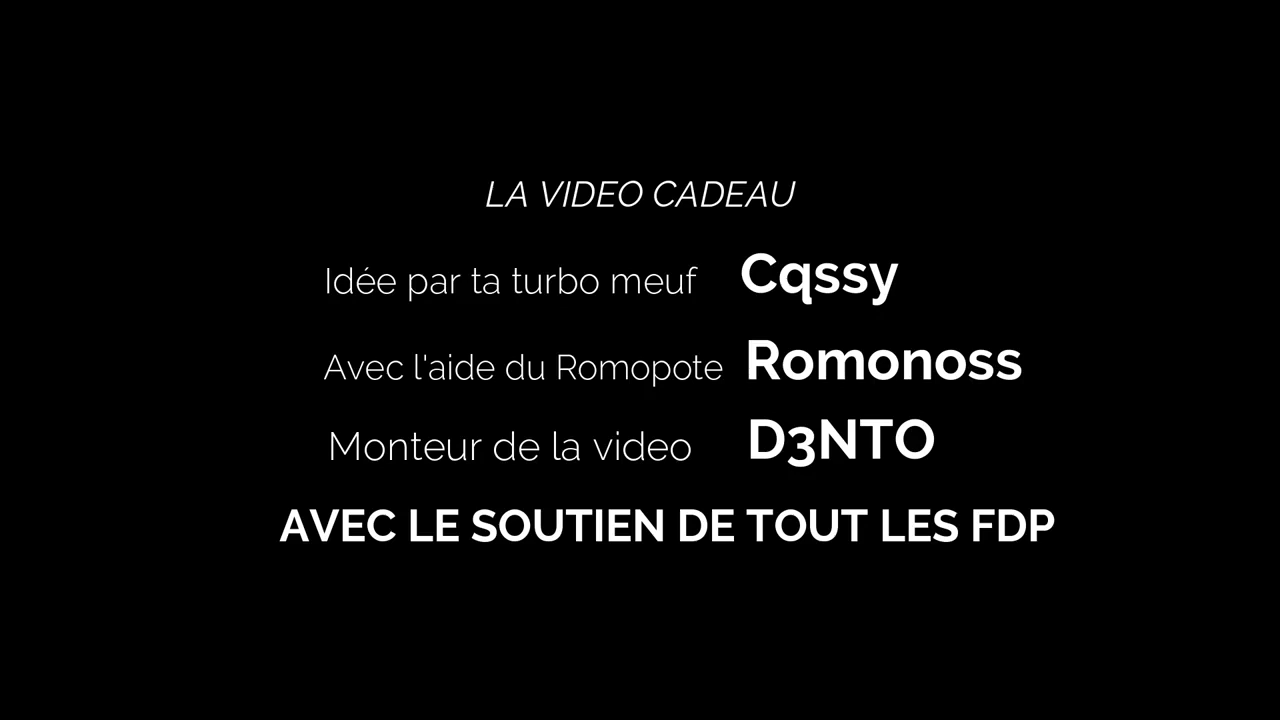 LA VIDEO CADEAU
Idée par ta turbo meuf Cqssy
Avec l'aide du Romopote Romonoss
Monteur de la video D3NTO
AVEC LE SOUTIEN DE TOUT LES FDP